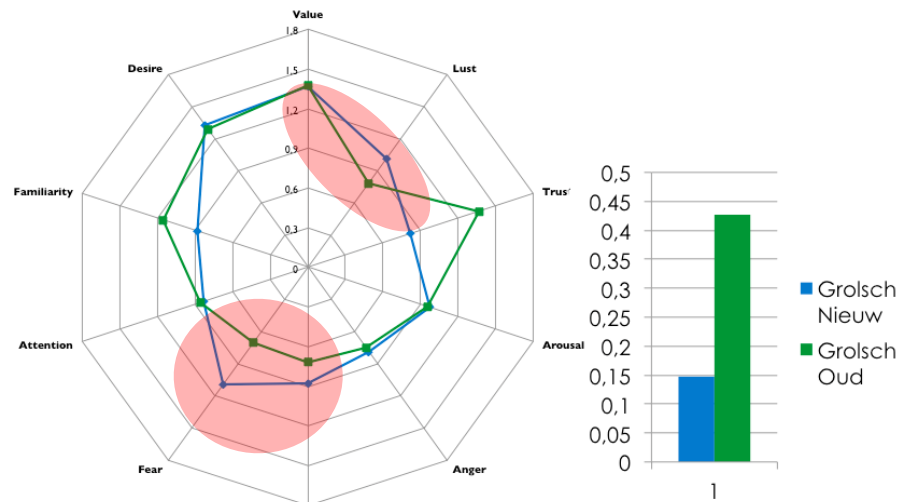 Value
1,8
Desire
Lust
1,5
1,2
0,9
Familiarity
Trus
0,6
0,3
0
Attention
Arousal
Fear
Anger
0,5
0,45
0,4
0,35
0,3
0,25
0,2
0,15
0,1
0,05
0
1
Grolsch
Nieuw
Grolsch
Oud